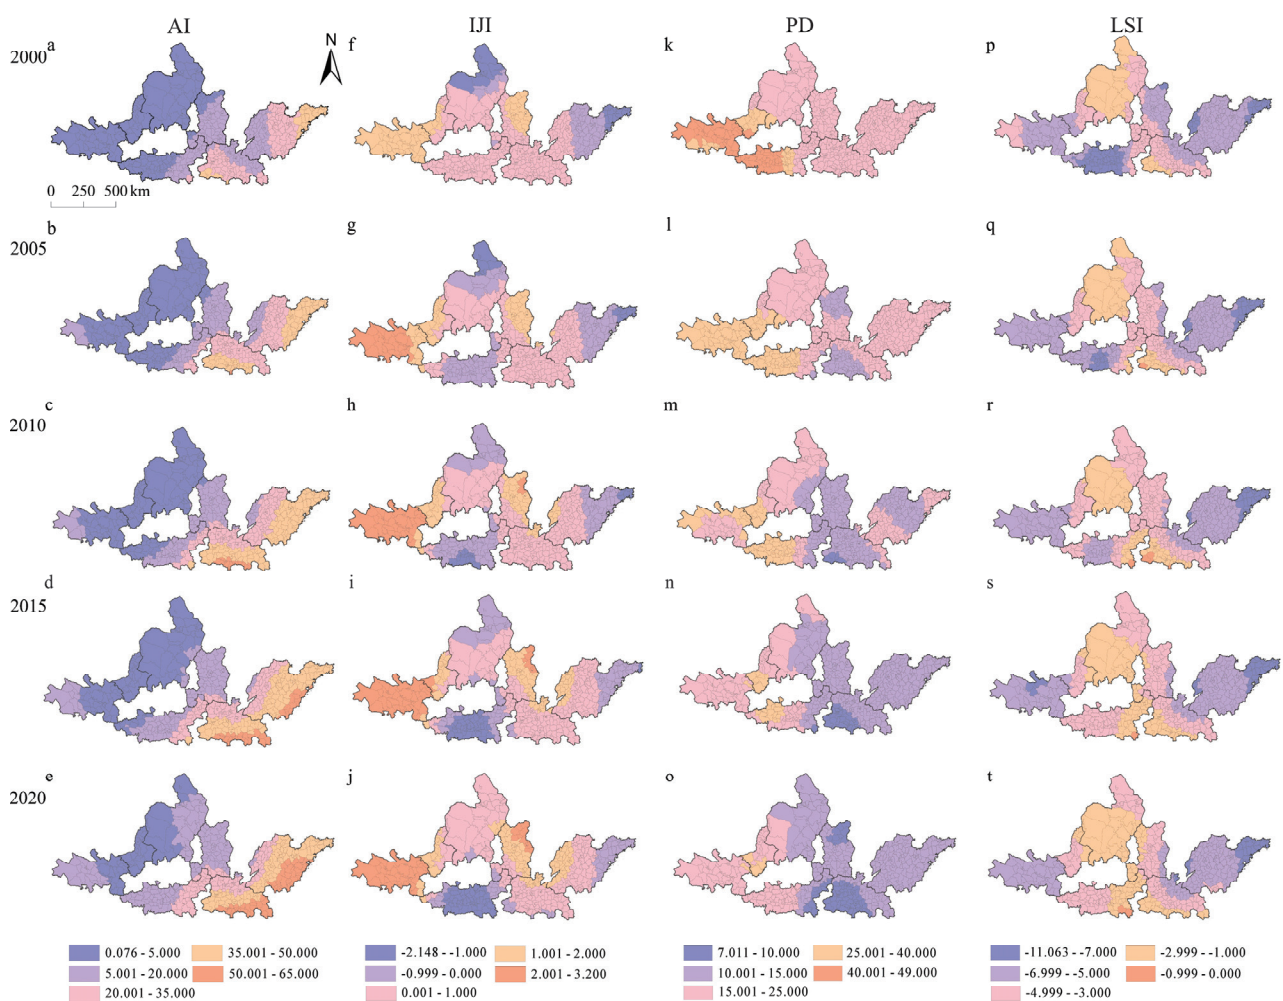 AI IJI PD LSI
N
a f k p
2000
0 250 500 km
b g l q
2005
c h m r
2010
d i n s
2015
e j o t
2020
0.076 - 5.000 35.001 - 50.000 -2.148 - -1.000 1.001 - 2.000 7.011 - 10.000 25.001 - 40.000 -11.063 - -7.000 -2.999 - -1.000
5.001 - 20.000 50.001 - 65.000 -0.999 - 0.000 2.001 - 3.200 10.001 - 15.000 40.001 - 49.000 -6.999 - -5.000 -0.999 - 0.000
20.001 - 35.000 0.001 - 1.000 15.001 - 25.000 -4.999 - -3.000